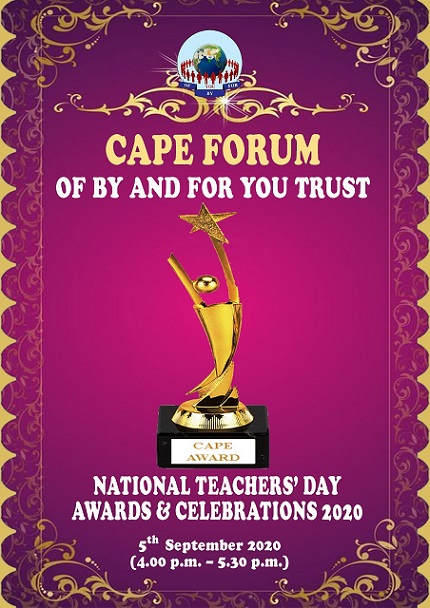 CAPE FORUM
OF BY AND FOR YOU TRUST
CAPE
AWARD
NATIONAL TEACHERS' DAY
AWARDS & CELEBRATIONS 2020
5th September 2020
(4.00 p.m. – 5.30 p.m.)